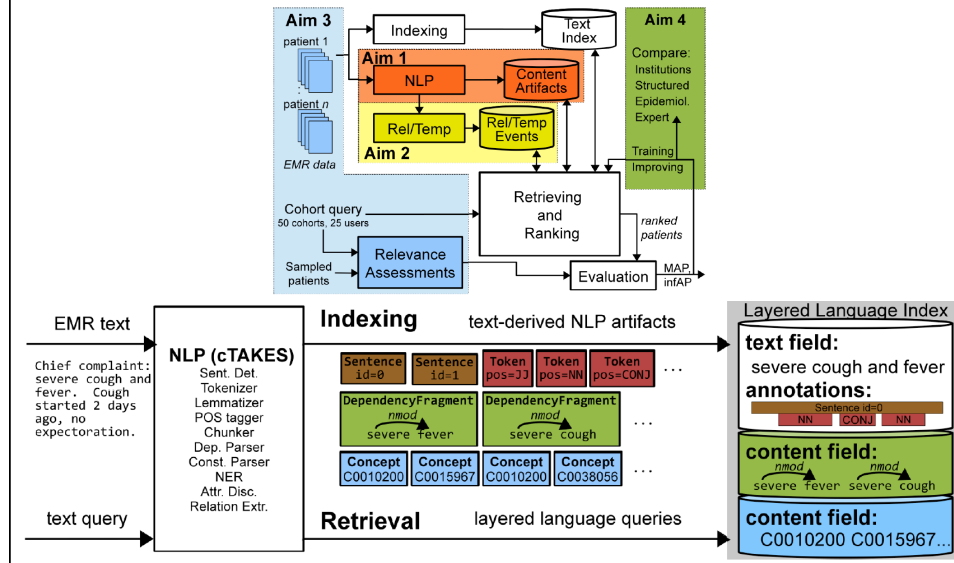 Aim 3
patient 1
patient n
EMR data
Indexing
Text
Index
Aim 1
NLP
Content
Artifacts
Rel/Temp
Rel/Temp
Events
Aim 2
Aim 4
Compare:
Institutions
Structured
Epidemiol.
Expert
Training
Improving
Cohort query
50 cohorts, 25 users
Sampled
patients
Relevance
Assessments
Retrieving
and
Ranking
ranked
patients
Evaluation
MAP,
infAP
EMR text
Chief complaint:
severe cough and
fever. Cough
started 2 days
ago, no
expectoration.
text query
NLP (cTAKES)
Sent. Det.
Tokenizer
Lemmatizer
POS tagger
Chunker
Dep. Parser
Const. Parser
NER
Attr. Disc.
Relation Extr.
Indexing text-derived NLP artifacts
Sentence id=0
Sentence id=1
Token pos=JJ
Token pos=NN
Token pos=CONJ
...
DependencyFragment
nmod
severe fever
DependencyFragment
nmod
severe cough
...
Concept C0010200
Concept C0015967
Concept C0010200
Concept C0038056
...
Retrieval layered language queries
Layered Language Index
text field:
severe cough and fever
annotations:
Sentence id=0
NN CONJ NN
content field:
nmod nmod
severe fever severe cough
content field:
C0010200 C0015967...